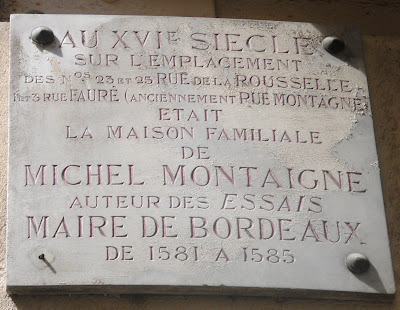 AU XVIE SIECLE
SUR L'EMPLACEMENT
DES NOS 23 ET 25 RUE DE LA ROUSSELLE
ET 3 RUE FAURÉ (ANCIENNEMENT RUE MONTAGNE)
ETAIT
LA MAISON FAMILIALE
DE
MICHEL MONTAIGNE
AUTEUR DES ESSAIS
MAIRE DE BORDEAUX
DE 1581 A 1585